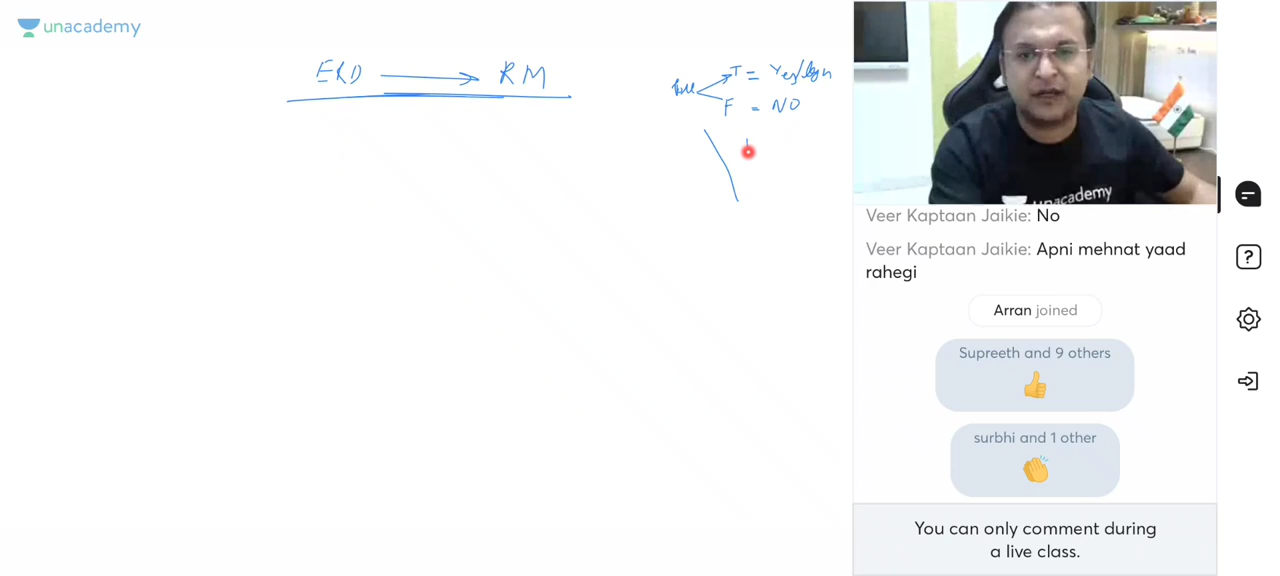 unacademy
ERD → RM
T = Yes/
F = NO
unacademy
Veer Kaptaan Jaikie: No
Veer Kaptaan Jaikie: Apni mehnat yaad
rahegi
Arran joined
Supreeth and 9 others
surbhi and 1 other
You can only comment during
a live class.